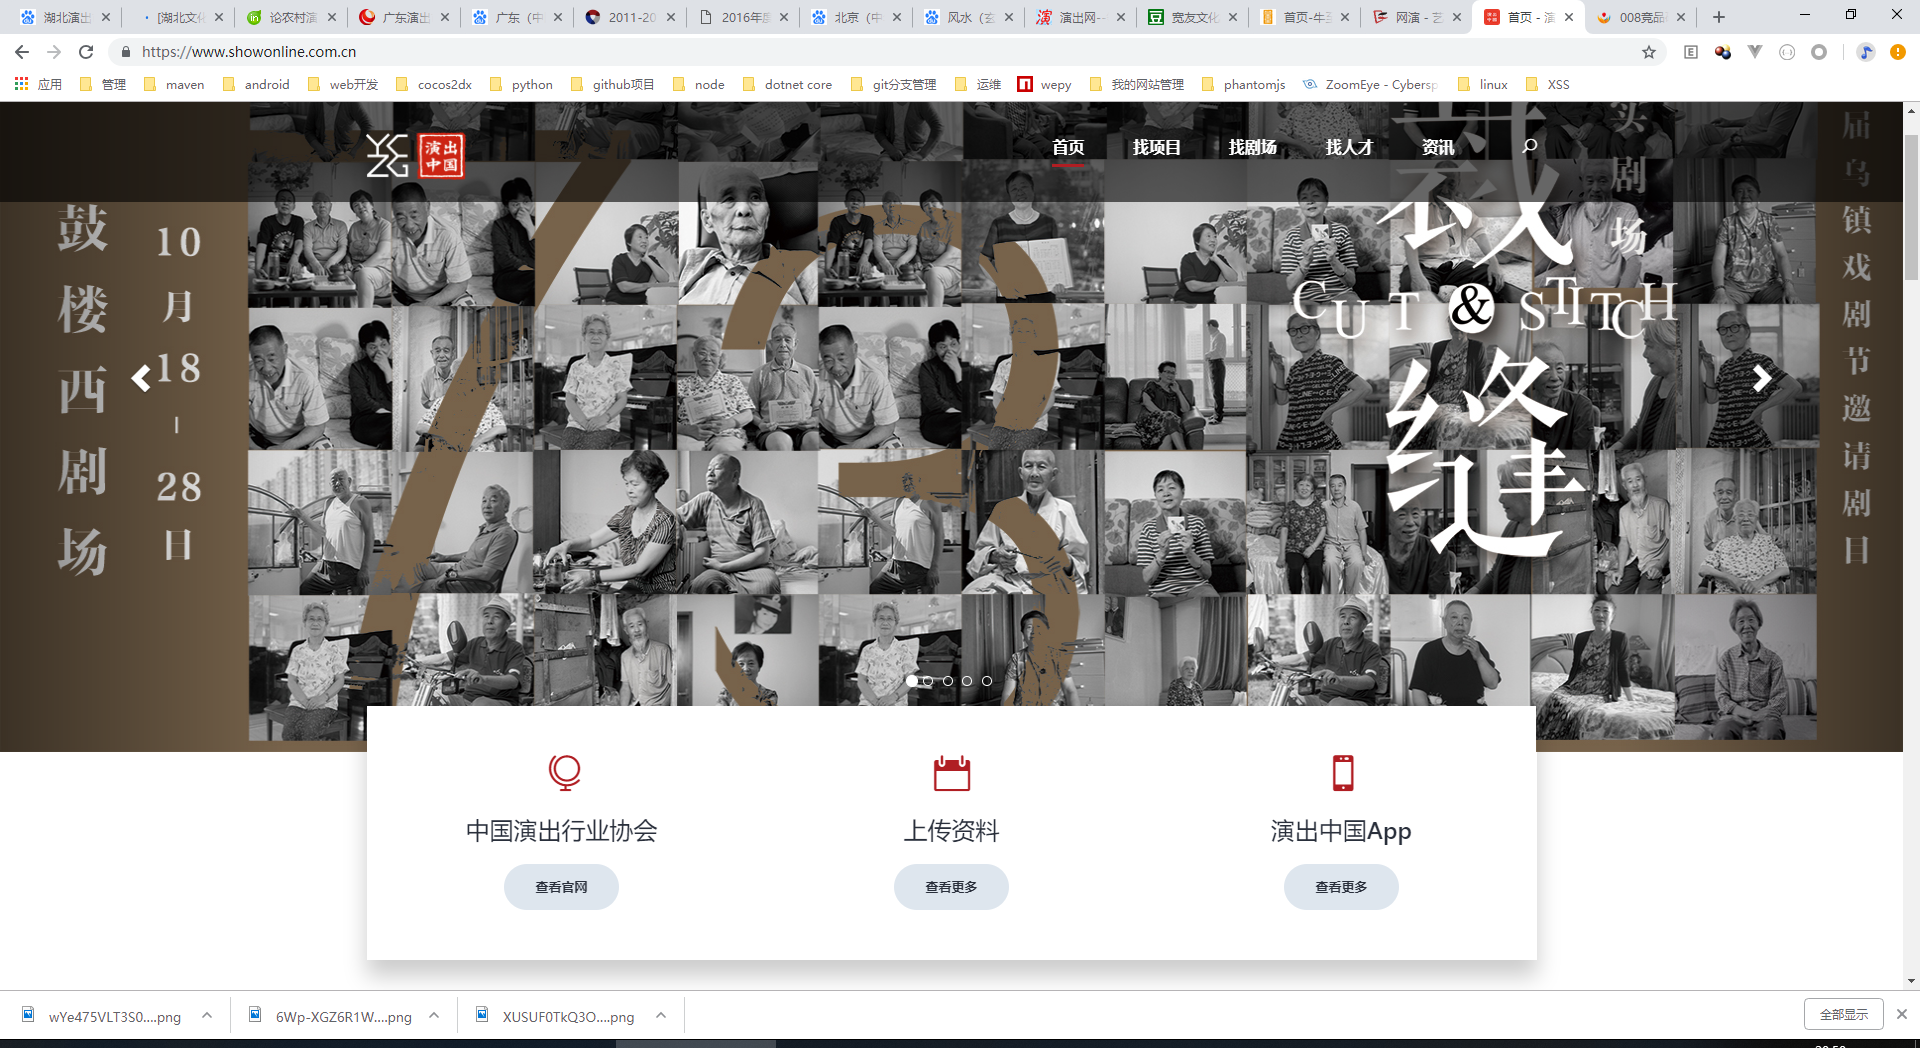 湖北演出
[湖北文化
论农村演
广东演出
广东（中
2011-20
2016年度
北京（中
风水（玄
演出网--
宽友文化
首页-牛至
网演 - 艺
首页 - 演
008竞品
https://www.showonline.com.cn
应用
管理
maven
android
web开发
cocos2dx
python
github项目
node
dotnet core
git分支管理
运维
wepy
我的网站管理
phantomjs
ZoomEye - Cybersp
linux
XSS
YCZG
演出中国
首页
找项目
找剧场
找人才
资讯
鼓楼西剧场
10月18-28日
裁
CUT & STITCH
缝
实剧场
届乌镇戏剧节邀请剧目
中国演出行业协会
上传资料
演出中国App
查看官网
查看更多
查看更多
wYe475VLT3S0....png
6Wp-XGZ6R1W....png
XUSUF0TkQ3O....png
全部显示